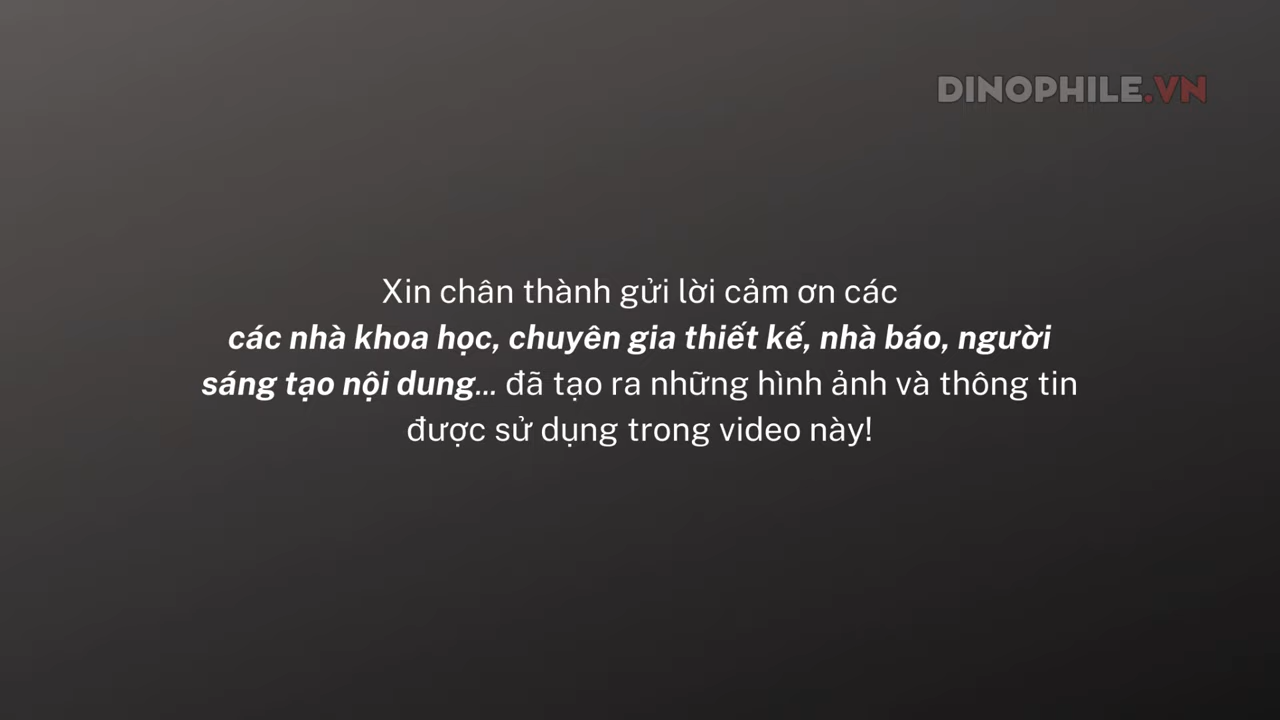 DINOPHILE.VN
Xin chân thành gửi lời cảm ơn các
các nhà khoa học, chuyên gia thiết kế, nhà báo, người
sáng tạo nội dung... đã tạo ra những hình ảnh và thông tin
được sử dụng trong video này!